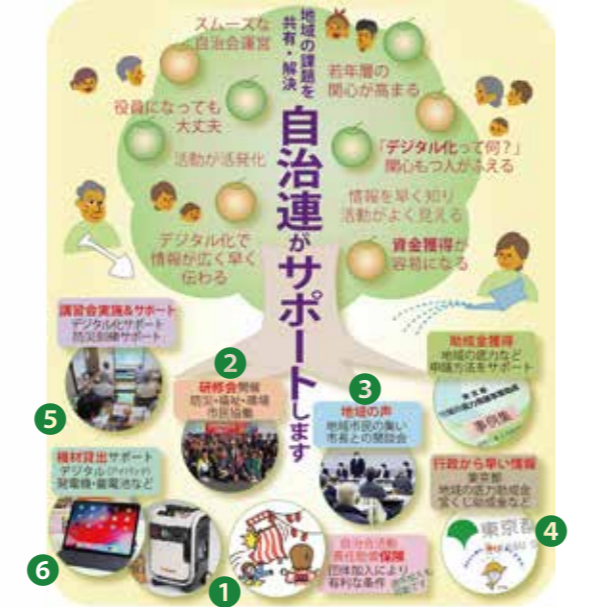 スムーズな
自治会運営
地域の課題を
共有・解決
若年層の
関心が高まる
役員になっても
大丈夫
「デジタル化って何？」
関心もつ人がふえる
活動が活発化
情報を早く知り
活動がよく見える
デジタル化で
情報が広く早く
伝わる
資金獲得が
容易になる
自治連がサポートします
講習会実施&サポート
デジタル化サポート
防災訓練サポート
5
2
研修会開催
防災・福祉・環境
市民協働
3
地域の声
地域市民の集い
市長との懇談会
助成金獲得
地域の底力など
申請方法をサポート
事例集
機材貸出サポート
デジタル(アイパッド)
発電機・蓄電池など
6
1
自治会活動
責任賠償保険
団体加入により
有利な条件
行政から早い情報
東京都
地域の底力助成金
宝くじ助成金など
4
東京都